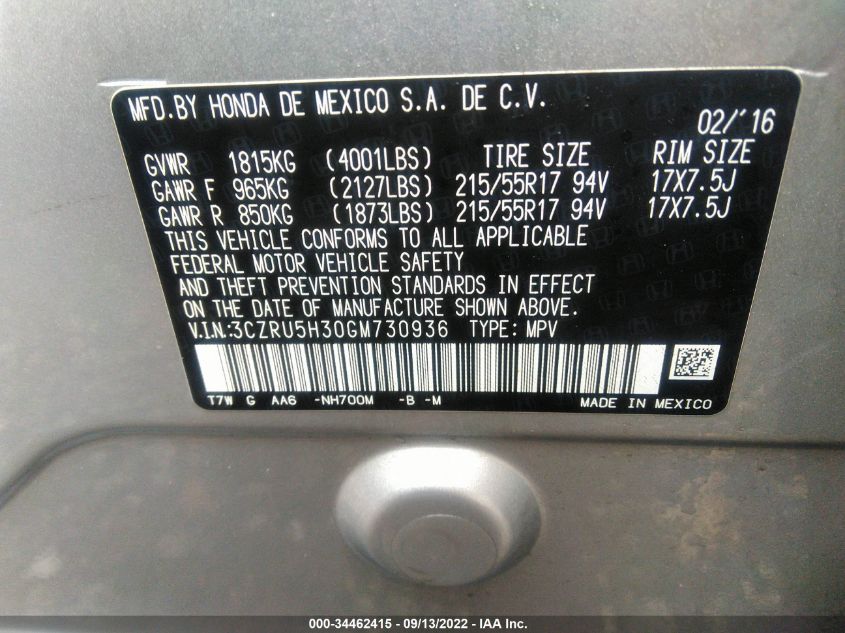 MFD.BY HONDA DE MEXICO S.A. DE C.V.
02/'16
GVWR 1815KG (4001LBS) TIRE SIZE RIM SIZE
GAWR F 965KG (2127LBS) 215/55R17 94V 17X7.5J
GAWR R 850KG (1873LBS) 215/55R17 94V 17X7.5J
THIS VEHICLE CONFORMS TO ALL APPLICABLE
FEDERAL MOTOR VEHICLE SAFETY
AND THEFT PREVENTION STANDARDS IN EFFECT
ON THE DATE OF MANUFACTURE SHOWN ABOVE.
V.I.N:3CZRU5H30GM730936 TYPE: MPV
T7W G AA6 -NH700M -B -M MADE IN MEXICO
000-34462415 - 09/13/2022 - IAA Inc.